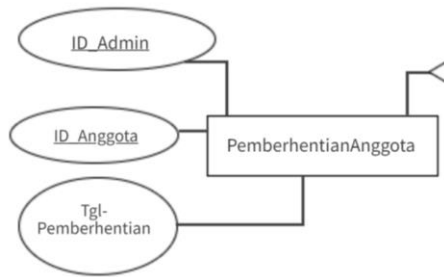 ID_Admin
ID_Anggota
PemberhentianAnggota
Tgl-
Pemberhentian